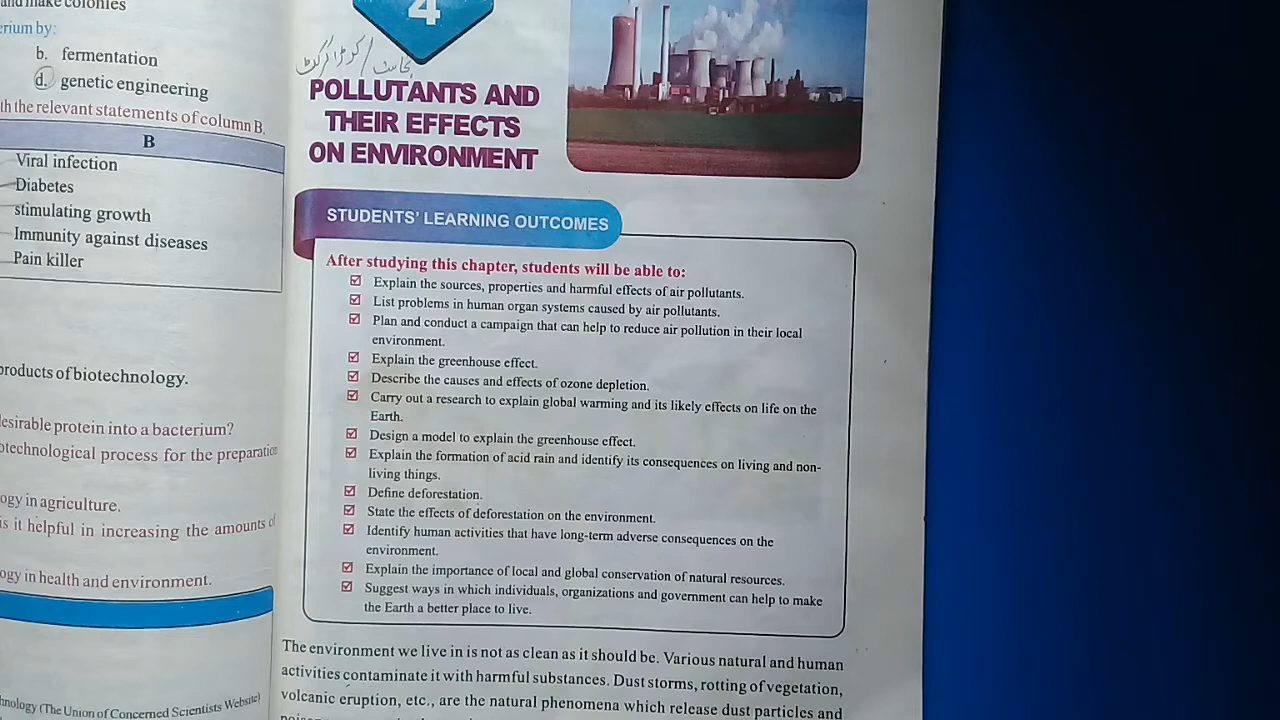 and make colonies
erium by:
b. fermentation
d. genetic engineering
th the relevant statements of column B.
B
Viral infection
Diabetes
stimulating growth
Immunity against diseases
Pain killer
products of biotechnology.
desirable protein into a bacterium?
otechnological process for the preparation
ogy in agriculture.
is it helpful in increasing the amounts of
ogy in health and environment.
hnology (The Union of Concerned Scientists Website)
4
کوڑا کرکٹ
POLLUTANTS AND
THEIR EFFECTS
ON ENVIRONMENT
STUDENTS' LEARNING OUTCOMES
After studying this chapter, students will be able to:
Explain the sources, properties and harmful effects of air pollutants.
List problems in human organ systems caused by air pollutants.
Plan and conduct a campaign that can help to reduce air pollution in their local
environment.
Explain the greenhouse effect.
Describe the causes and effects of ozone depletion.
Carry out a research to explain global warming and its likely effects on life on the
Earth.
Design a model to explain the greenhouse effect.
Explain the formation of acid rain and identify its consequences on living and non-
living things.
Define deforestation.
State the effects of deforestation on the environment.
Identify human activities that have long-term adverse consequences on the
environment.
Explain the importance of local and global conservation of natural resources.
Suggest ways in which individuals, organizations and government can help to make
the Earth a better place to live.
The environment we live in is not as clean as it should be. Various natural and human
activities contaminate it with harmful substances. Dust storms, rotting of vegetation,
volcanic eruption, etc., are the natural phenomena which release dust particles and